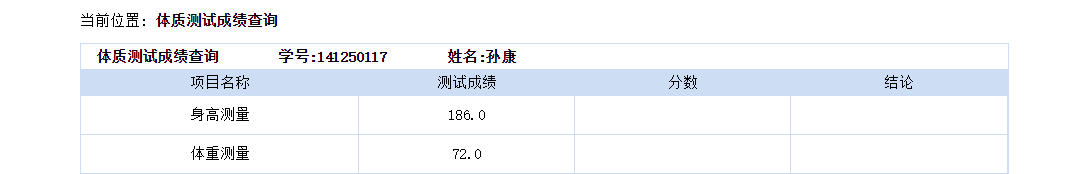 当前位置: 体质测试成绩查询
体质测试成绩查询 学号:141250117 姓名:孙康
项目名称 测试成绩 分数 结论
身高测量 186.0
体重测量 72.0